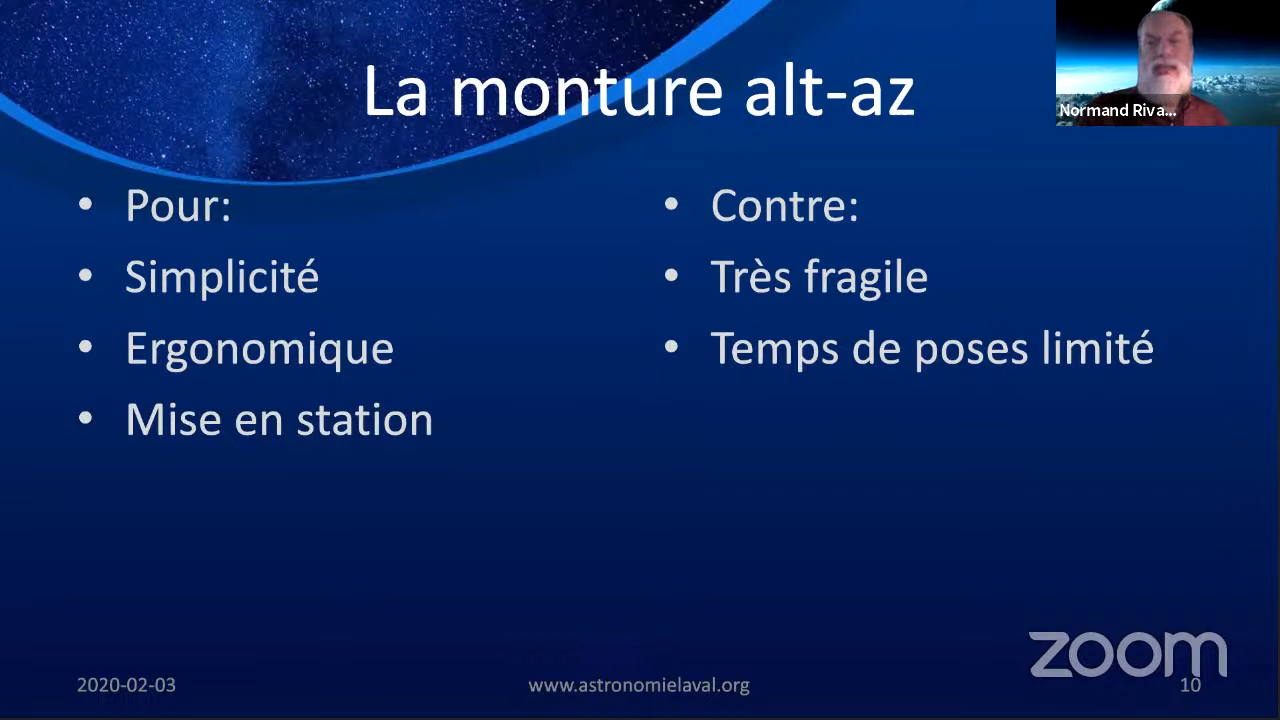 La monture alt-az
Normand Riva...
• Pour:
• Simplicité
• Ergonomique
• Mise en station
• Contre:
• Très fragile
• Temps de poses limité
zoom
2020-02-03
www.astronomielaval.org
10